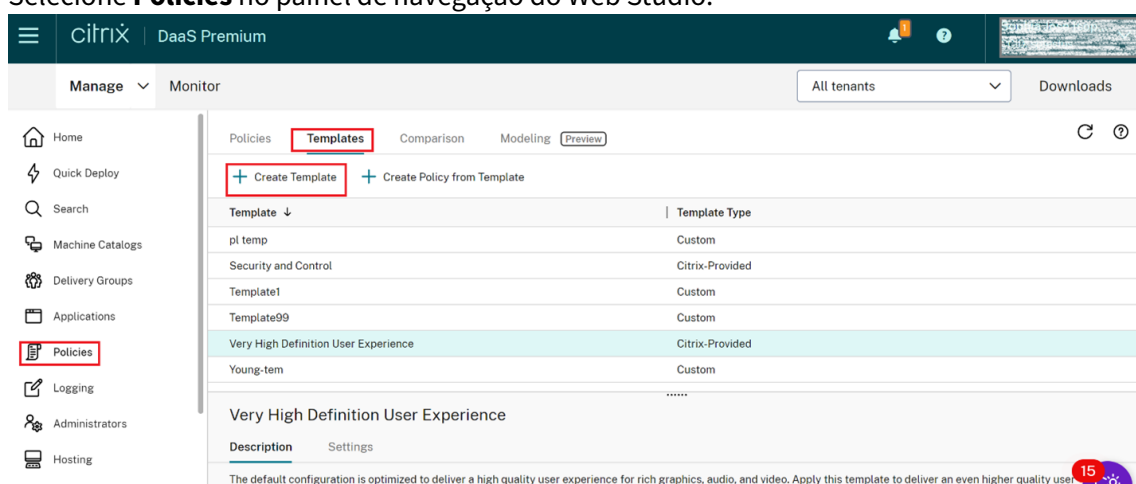 Selecione Policies no painel de navegação do Web Studio.
citrix | DaaS Premium
1
Manage Monitor All tenants Downloads
Home
Quick Deploy
Search
Machine Catalogs
Delivery Groups
Applications
Policies
Logging
Administrators
Hosting
Policies Templates Comparison Modeling Preview
+ Create Template + Create Policy from Template
Template ↓ | Template Type
pl temp Custom
Security and Control Citrix-Provided
Template1 Custom
Template99 Custom
Very High Definition User Experience Citrix-Provided
Young-tem Custom
Very High Definition User Experience
Description Settings
The default configuration is optimized to deliver a high quality user experience for rich graphics, audio, and video. Apply this template to deliver an even higher quality user
15